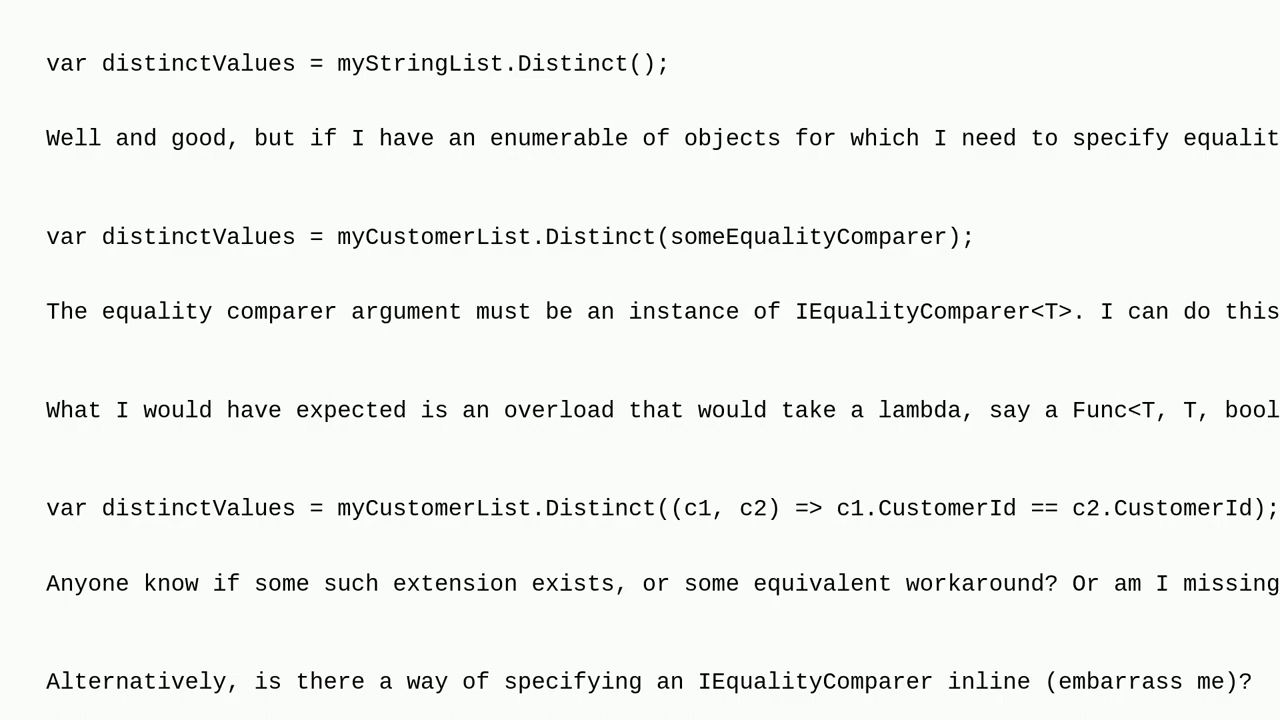 var distinctValues = myStringList.Distinct();
Well and good, but if I have an enumerable of objects for which I need to specify equalit
var distinctValues = myCustomerList.Distinct(someEqualityComparer);
The equality comparer argument must be an instance of IEqualityComparer<T>. I can do this
What I would have expected is an overload that would take a lambda, say a Func<T, T, bool
var distinctValues = myCustomerList.Distinct((c1, c2) => c1.CustomerId == c2.CustomerId);
Anyone know if some such extension exists, or some equivalent workaround? Or am I missing
Alternatively, is there a way of specifying an IEqualityComparer inline (embarrass me)?